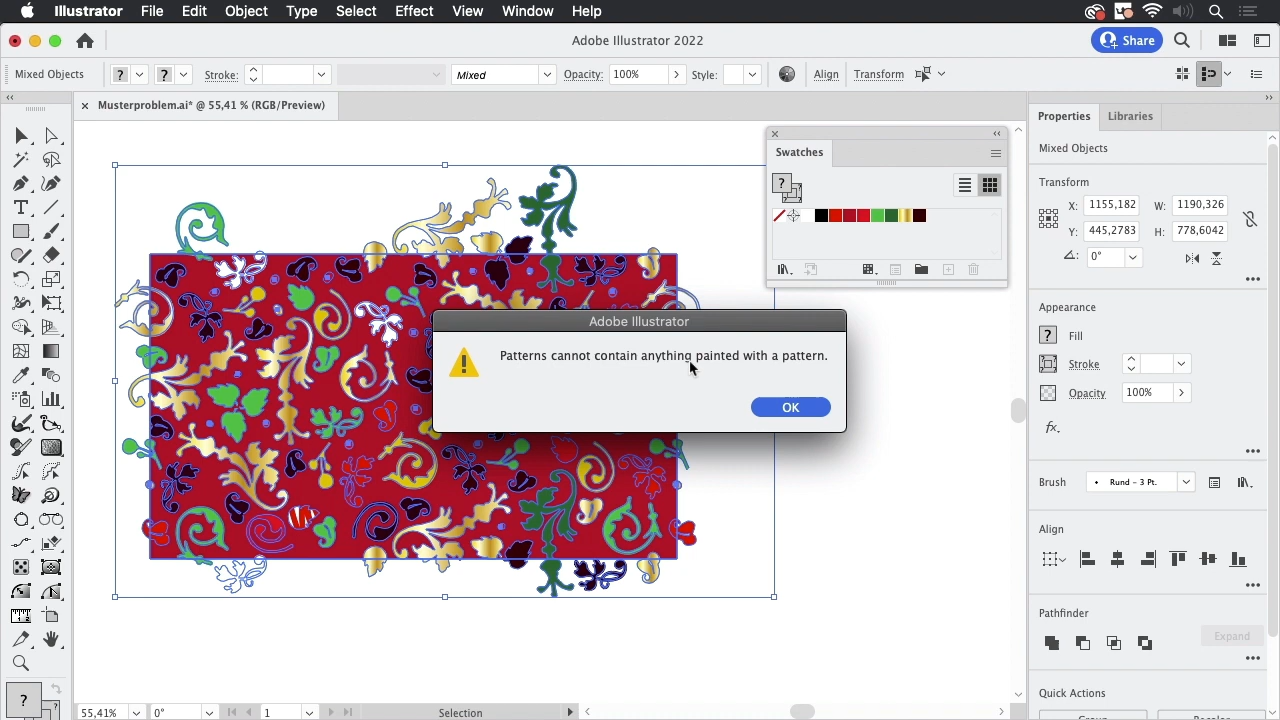 Illustrator File Edit Object Type Select Effect View Window Help
Adobe Illustrator 2022
Share
Mixed Objects ? ? Stroke: Mixed Opacity: 100% Style: Align Transform
Musterproblem.ai* @ 55,41 % (RGB/Preview)
Swatches
?
Adobe Illustrator
Patterns cannot contain anything painted with a pattern.
OK
Properties Libraries
Mixed Objects
Transform
X: 1155,182 W: 1190,326
Y: 445,2783 H: 778,6042
0°
Appearance
? Fill
Stroke
Opacity 100%
fx.
Brush Rund - 3 Pt.
Align
Pathfinder
Expand
Quick Actions
Group Recolor
?
55,41% 0° 1 Selection